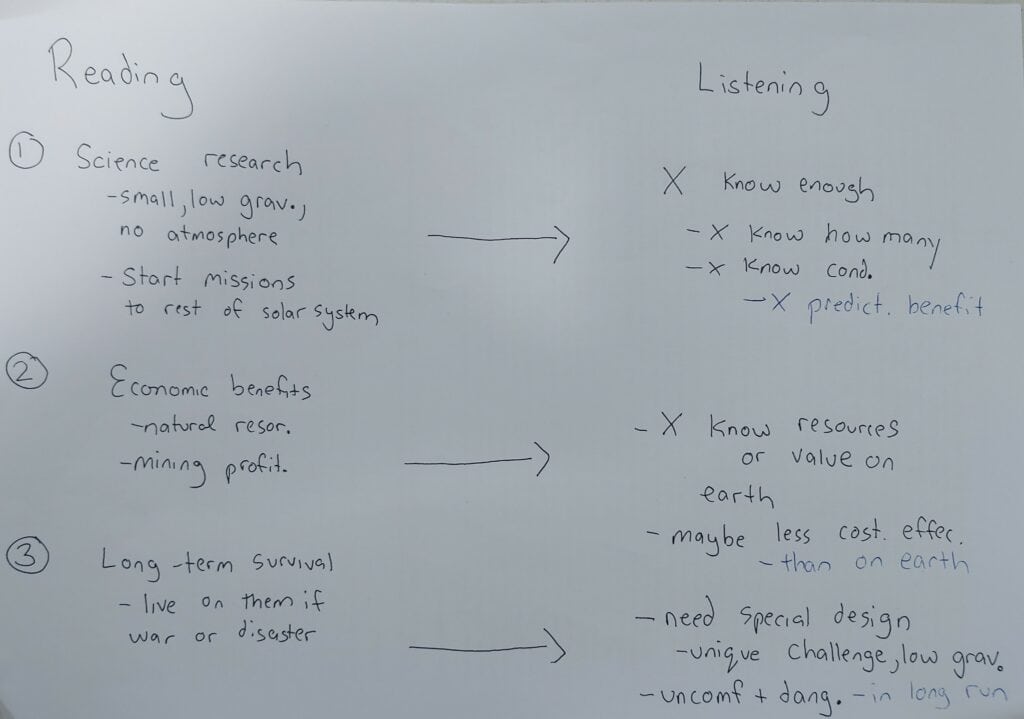 Reading
① Science research
-small, low grav.,
no atmosphere
- Start missions
to rest of solar system
② Economic benefits
-natural resor.
-mining profit.
③ Long-term survival
- live on them if
war or disaster
Listening
X know enough
- X know how many
- X know cond.
- X predict. benefit
- X know resources
or value on
earth
- maybe less cost. effec.
- than on earth
- need special design
-unique challenge, low grav.
- uncomf + dang. - in long run